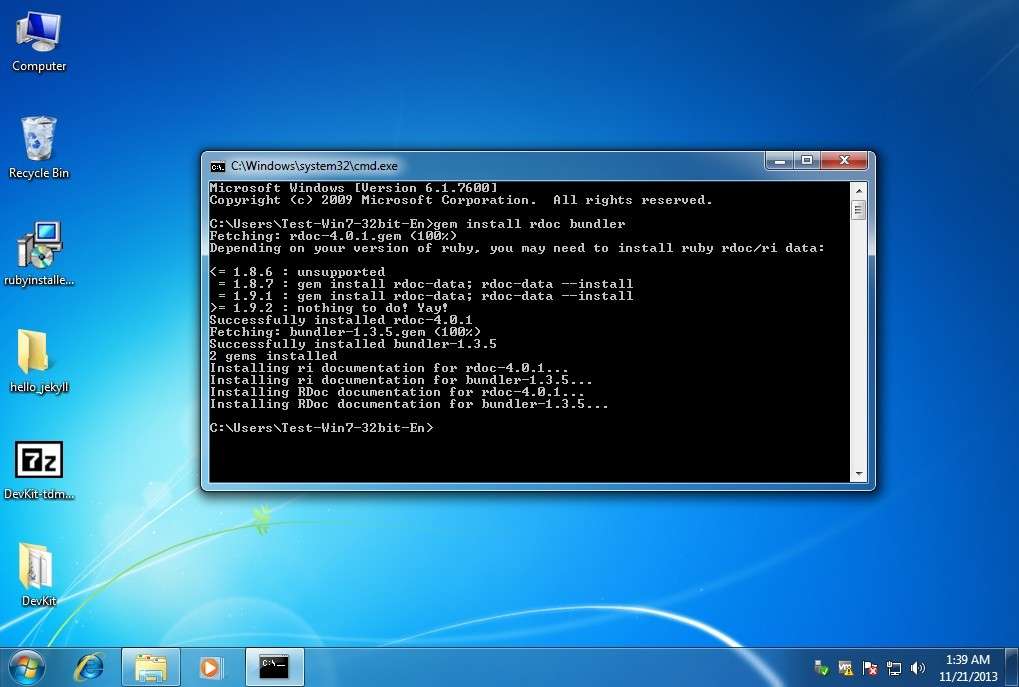 Computer
Recycle Bin
rubyinstalle...
hello_jekyll
DevKit-tdm...
DevKit
C:\Windows\system32\cmd.exe
Microsoft Windows [Version 6.1.7600]
Copyright (c) 2009 Microsoft Corporation.  All rights reserved.
C:\Users\Test-Win7-32bit-En>gem install rdoc bundler
Fetching: rdoc-4.0.1.gem (100%)
Depending on your version of ruby, you may need to install ruby rdoc/ri data:
<= 1.8.6 : unsupported
 = 1.8.7 : gem install rdoc-data; rdoc-data --install
 = 1.9.1 : gem install rdoc-data; rdoc-data --install
>= 1.9.2 : nothing to do! Yay!
Successfully installed rdoc-4.0.1
Fetching: bundler-1.3.5.gem (100%)
Successfully installed bundler-1.3.5
2 gems installed
Installing ri documentation for rdoc-4.0.1...
Installing ri documentation for bundler-1.3.5...
Installing RDoc documentation for rdoc-4.0.1...
Installing RDoc documentation for bundler-1.3.5...
C:\Users\Test-Win7-32bit-En>
1:39 AM
11/21/2013